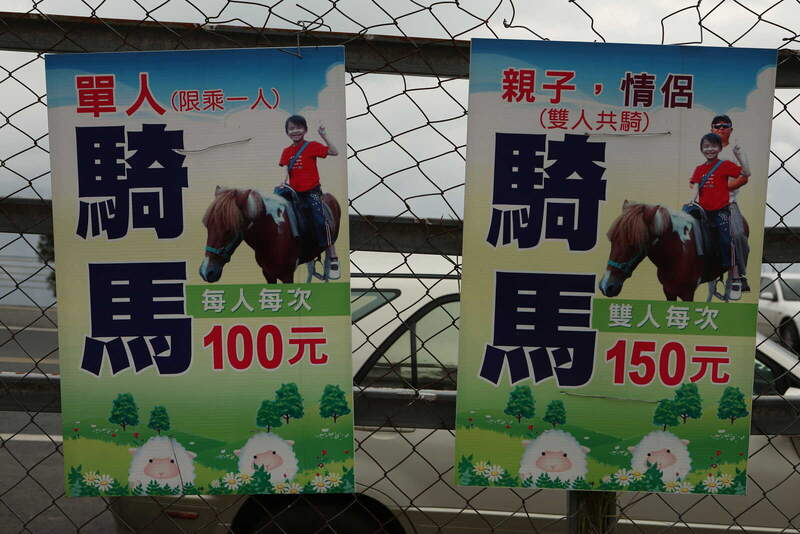 單人(限乘一人)
騎馬
每人每次
100元
親子，情侶
(雙人共騎)
騎馬
雙人每次
150元